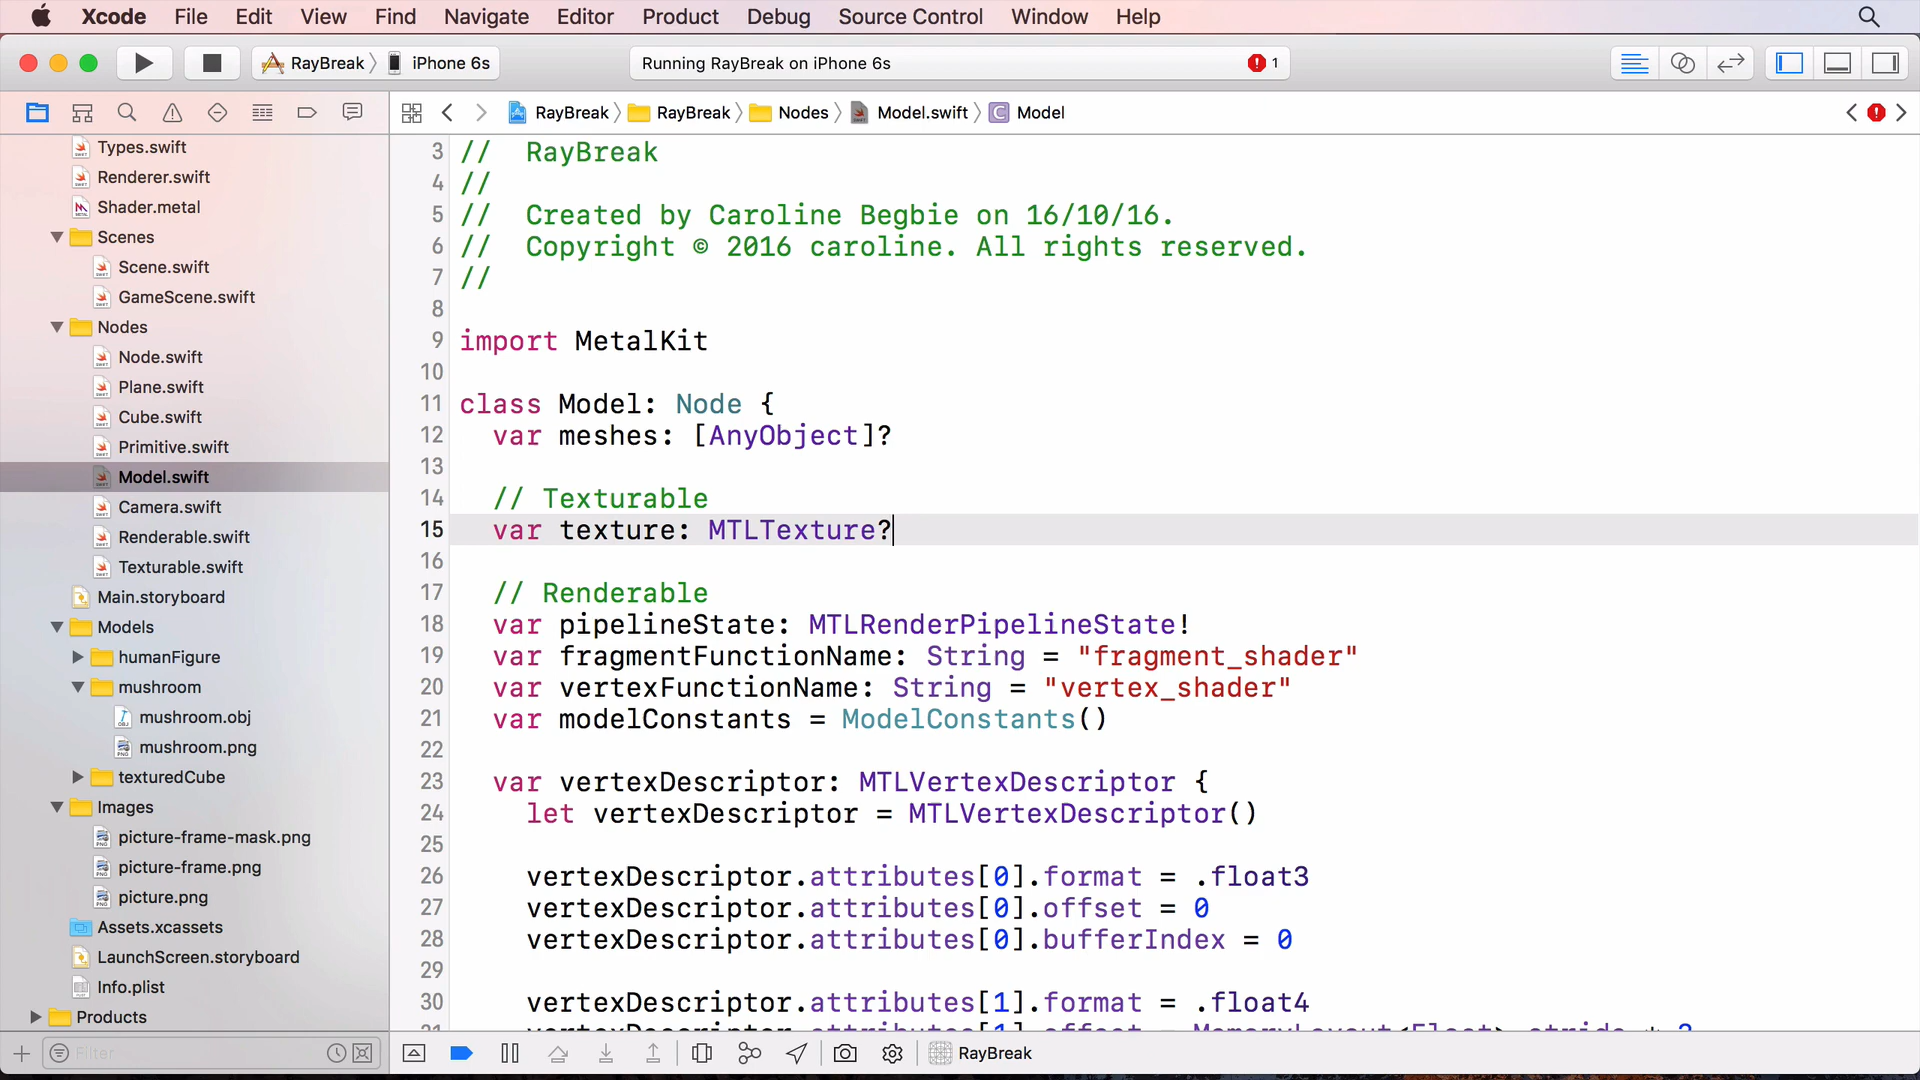 Xcode File Edit View Find Navigate Editor Product Debug Source Control Window Help
RayBreak iPhone 6s
Running RayBreak on iPhone 6s
1
RayBreak RayBreak Nodes Model.swift C Model
Types.swift
Renderer.swift
Shader.metal
Scenes
Scene.swift
GameScene.swift
Nodes
Node.swift
Plane.swift
Cube.swift
Primitive.swift
Model.swift
Camera.swift
Renderable.swift
Texturable.swift
Main.storyboard
Models
humanFigure
mushroom
mushroom.obj
mushroom.png
texturedCube
Images
picture-frame-mask.png
picture-frame.png
picture.png
Assets.xcassets
LaunchScreen.storyboard
Info.plist
Products
Filter
3 // RayBreak
4 //
5 // Created by Caroline Begbie on 16/10/16.
6 // Copyright © 2016 caroline. All rights reserved.
7 //
8
9 import MetalKit
10
11 class Model: Node {
12 var meshes: [AnyObject]?
13
14 // Texturable
15 var texture: MTLTexture?
16
17 // Renderable
18 var pipelineState: MTLRenderPipelineState!
19 var fragmentFunctionName: String = "fragment_shader"
20 var vertexFunctionName: String = "vertex_shader"
21 var modelConstants = ModelConstants()
22
23 var vertexDescriptor: MTLVertexDescriptor {
24 let vertexDescriptor = MTLVertexDescriptor()
25
26 vertexDescriptor.attributes[0].format = .float3
27 vertexDescriptor.attributes[0].offset = 0
28 vertexDescriptor.attributes[0].bufferIndex = 0
29
30 vertexDescriptor.attributes[1].format = .float4
RayBreak